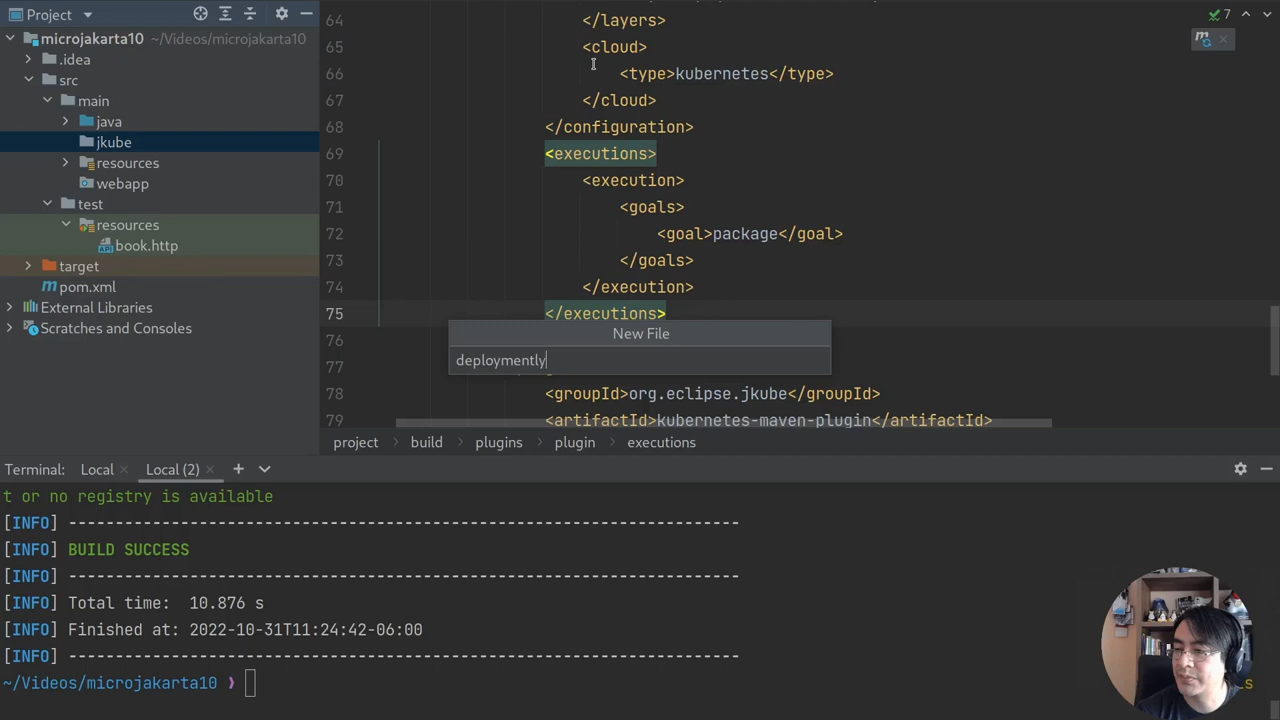 Project
microjakarta10 ~/Videos/microjakarta10
.idea
src
main
java
jkube
resources
webapp
test
resources
book.http
target
pom.xml
External Libraries
Scratches and Consoles
7
64 </layers>
65 <cloud>
66 <type>kubernetes</type>
67 </cloud>
68 </configuration>
69 <executions>
70 <execution>
71 <goals>
72 <goal>package</goal>
73 </goals>
74 </execution>
75 </executions>
76
77
78 <groupId>org.eclipse.jkube</groupId>
79 <artifactId>kubernetes-maven-plugin</artifactId>
New File
deploymently
project build plugins plugin executions
Terminal: Local Local (2)
t or no registry is available
[INFO] ------------------------------------------------------------------------
[INFO] BUILD SUCCESS
[INFO] ------------------------------------------------------------------------
[INFO] Total time: 10.876 s
[INFO] Finished at: 2022-10-31T11:24:42-06:00
[INFO] ------------------------------------------------------------------------
~/Videos/microjakarta10 ❯